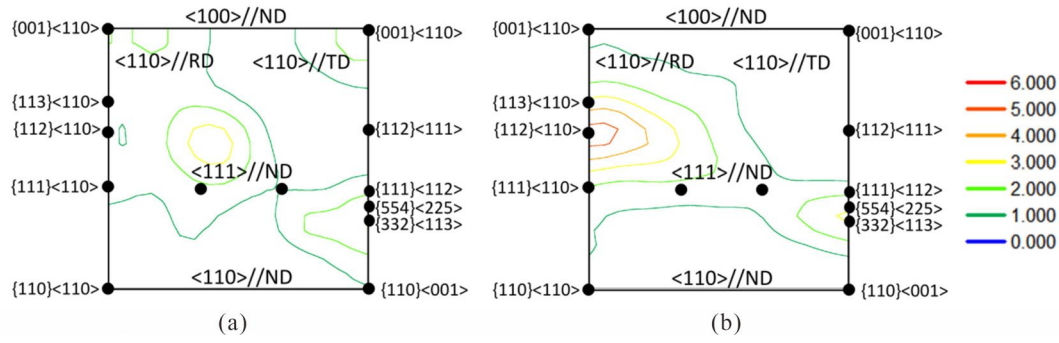 <100>//ND
{001}<110>
{001}<110>
<110>//RD
<110>//TD
{113}<110>
{112}<110>
{112}<111>
<111>//ND
{111}<110>
{111}<112>
{554}<225>
{332}<113>
<110>//ND
{110}<110>
{110}<001>
(a)
<100>//ND
{001}<110>
{001}<110>
<110>//RD
<110>//TD
{113}<110>
{112}<110>
{112}<111>
<111>//ND
{111}<110>
{111}<112>
{554}<225>
{332}<113>
<110>//ND
{110}<110>
{110}<001>
(b)
6.000
5.000
4.000
3.000
2.000
1.000
0.000